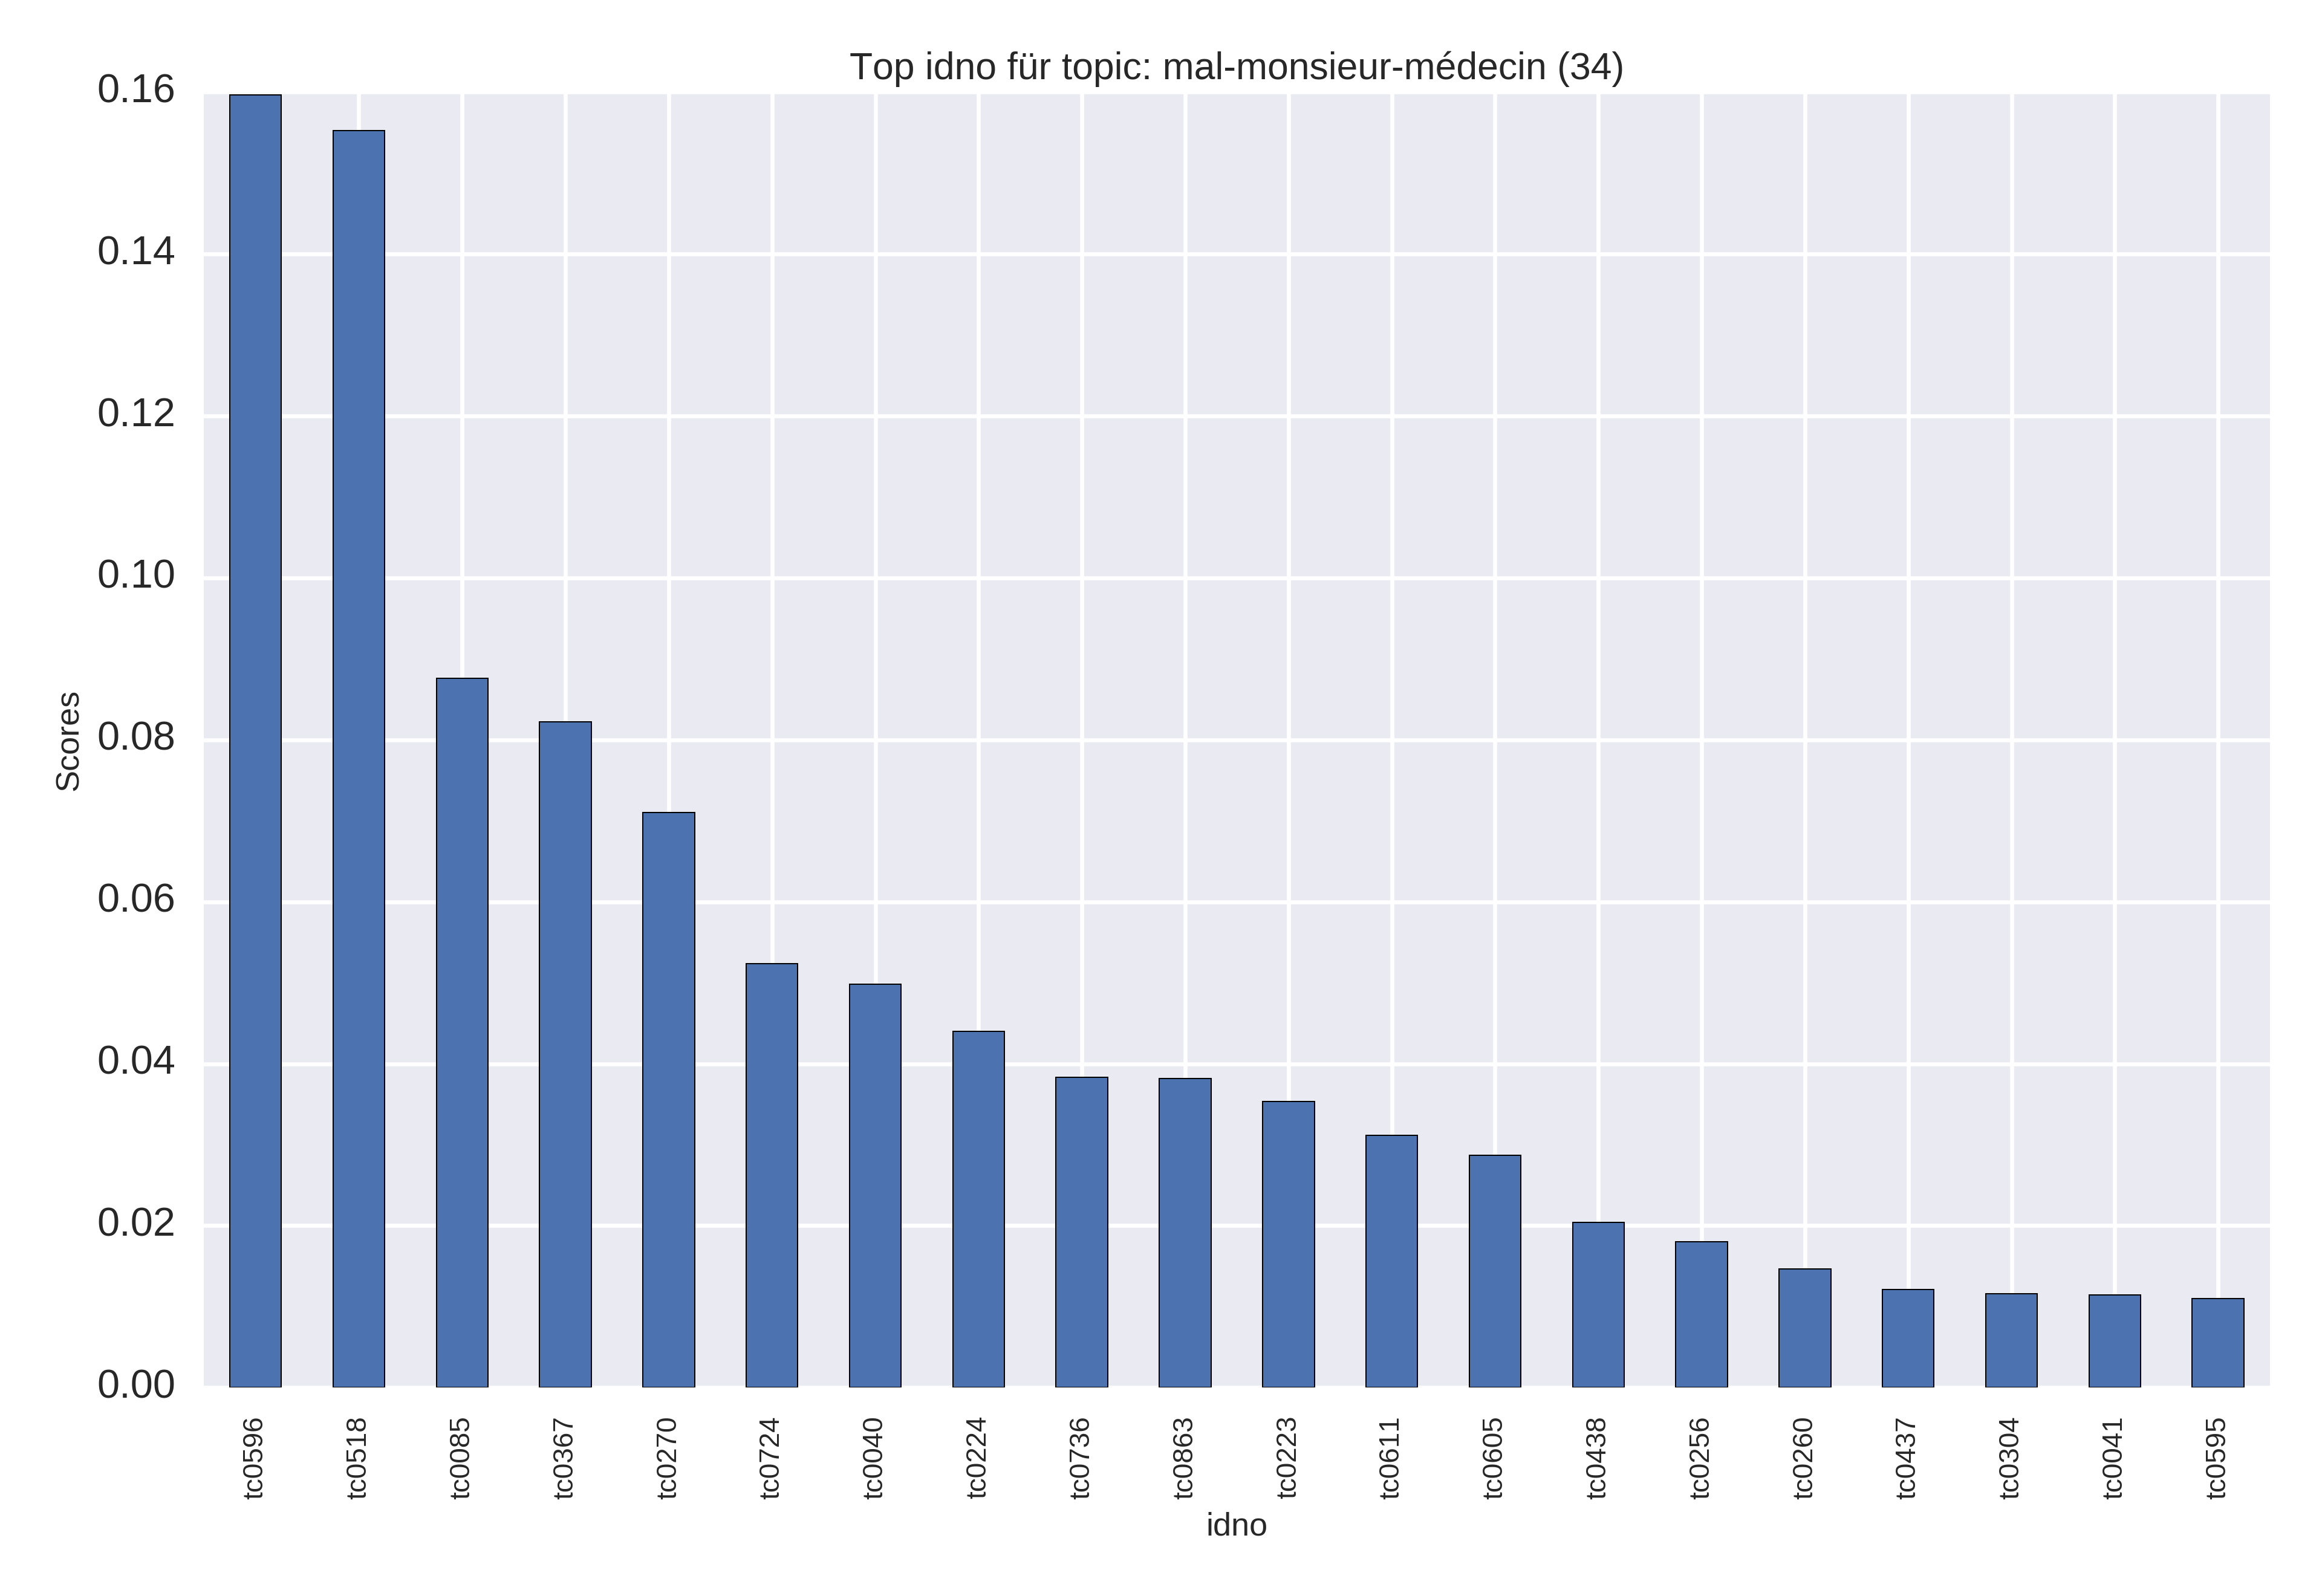 Top idno für topic: mal-monsieur-médecin (34)
Scores
0.16
0.14
0.12
0.10
0.08
0.06
0.04
0.02
0.00
tc0596
tc0518
tc0085
tc0367
tc0270
tc0724
tc0040
tc0224
tc0736
tc0863
tc0223
tc0611
tc0605
tc0438
tc0256
tc0260
tc0437
tc0304
tc0041
tc0595
idno